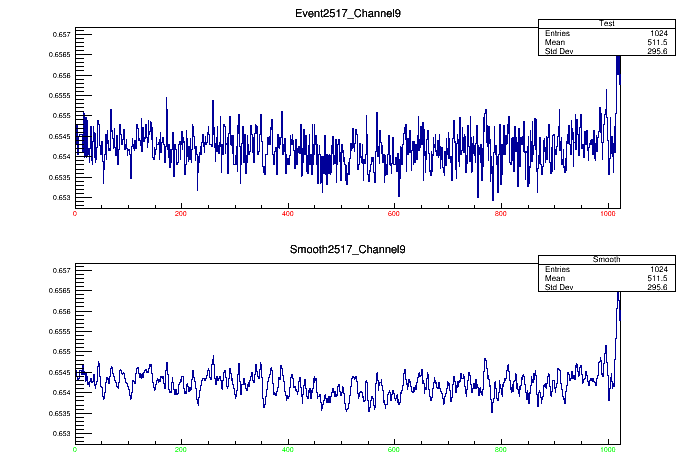 Event2517_Channel9
Test
Entries 1024
Mean 511.5
Std Dev 295.6
0.657
0.6565
0.656
0.6555
0.655
0.6545
0.654
0.6535
0.653
0 200 400 600 800 1000
Smooth2517_Channel9
Smooth
Entries 1024
Mean 511.5
Std Dev 295.6
0.657
0.6565
0.656
0.6555
0.655
0.6545
0.654
0.6535
0.653
0 200 400 600 800 1000